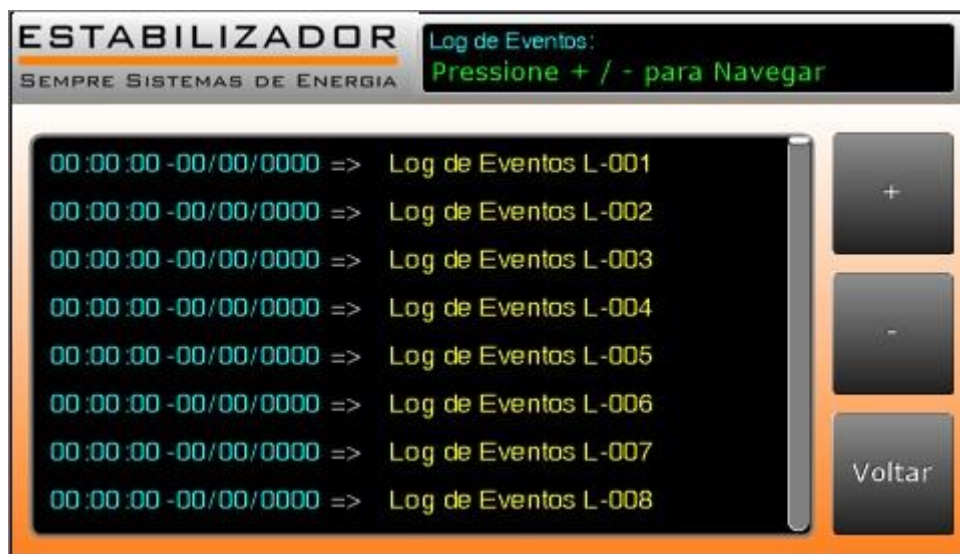 ESTABILIZADOR
SEMPRE SISTEMAS DE ENERGIA
Log de Eventos:
Pressione + / - para Navegar
00:00:00 -00/00/0000 => Log de Eventos L-001
00:00:00 -00/00/0000 => Log de Eventos L-002
00:00:00 -00/00/0000 => Log de Eventos L-003
00:00:00 -00/00/0000 => Log de Eventos L-004
00:00:00 -00/00/0000 => Log de Eventos L-005
00:00:00 -00/00/0000 => Log de Eventos L-006
00:00:00 -00/00/0000 => Log de Eventos L-007
00:00:00 -00/00/0000 => Log de Eventos L-008
+
-
Voltar